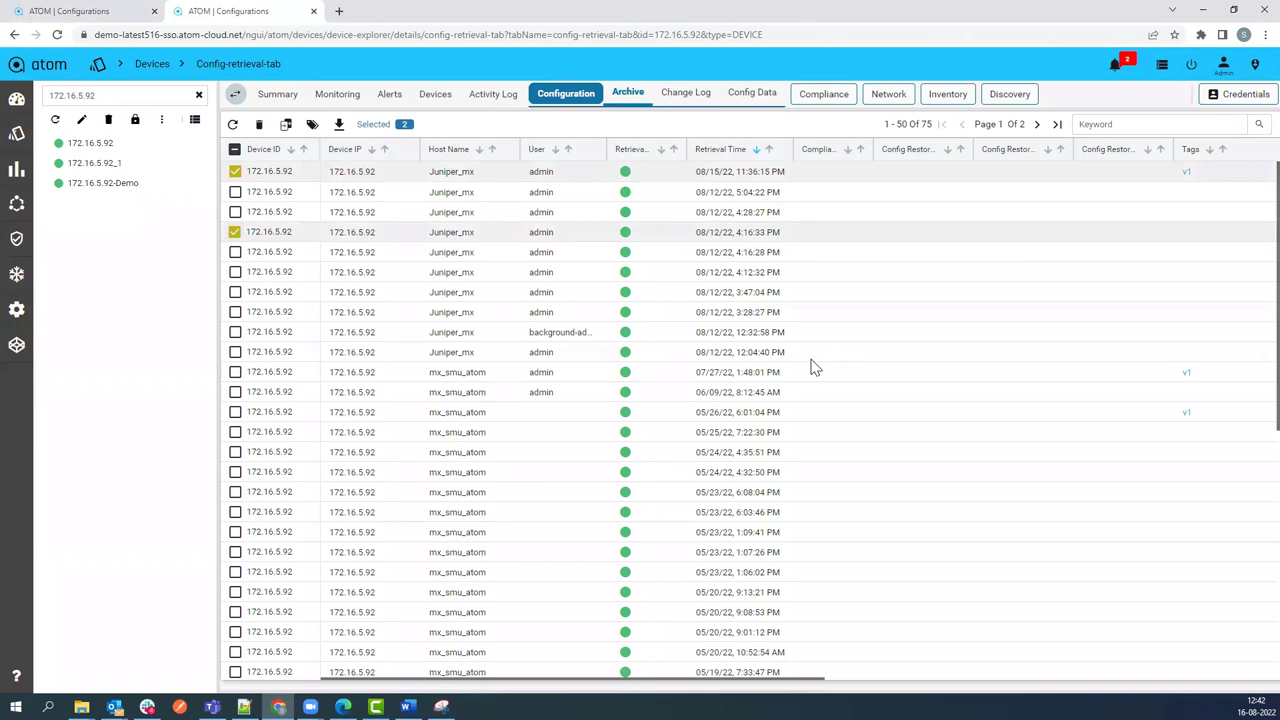 ATOM | Configurations
ATOM | Configurations
demo-latest516-sso.atom-cloud.net/ngui/atom/devices/device-explorer/details/config-retrieval-tab?tabName=config-retrieval-tab&id=172.16.5.92&type=DEVICE
S
atom Devices Config-retrieval-tab
2
Admin
172.16.5.92
172.16.5.92
172.16.5.92_1
172.16.5.92-Demo
Summary Monitoring Alerts Devices Activity Log Configuration Archive Change Log Config Data Compliance Network Inventory Discovery Credentials
Selected 2 1 - 50 Of 75 Page 1 Of 2 Keyword
Device ID Device IP Host Name User Retrieva... Retrieval Time Complia... Config Restor... Config Restor... Config Restor... Tags
172.16.5.92 172.16.5.92 Juniper_mx admin 08/15/22, 11:36:15 PM v1
172.16.5.92 172.16.5.92 Juniper_mx admin 08/12/22, 5:04:22 PM
172.16.5.92 172.16.5.92 Juniper_mx admin 08/12/22, 4:28:27 PM
172.16.5.92 172.16.5.92 Juniper_mx admin 08/12/22, 4:16:33 PM
172.16.5.92 172.16.5.92 Juniper_mx admin 08/12/22, 4:16:28 PM
172.16.5.92 172.16.5.92 Juniper_mx admin 08/12/22, 4:12:32 PM
172.16.5.92 172.16.5.92 Juniper_mx admin 08/12/22, 3:47:04 PM
172.16.5.92 172.16.5.92 Juniper_mx admin 08/12/22, 3:28:27 PM
172.16.5.92 172.16.5.92 Juniper_mx background-ad... 08/12/22, 12:32:58 PM
172.16.5.92 172.16.5.92 Juniper_mx admin 08/12/22, 12:04:40 PM
172.16.5.92 172.16.5.92 mx_smu_atom admin 07/27/22, 1:48:01 PM v1
172.16.5.92 172.16.5.92 mx_smu_atom admin 06/09/22, 8:12:45 AM
172.16.5.92 172.16.5.92 mx_smu_atom 05/26/22, 6:01:04 PM v1
172.16.5.92 172.16.5.92 mx_smu_atom 05/25/22, 7:22:30 PM
172.16.5.92 172.16.5.92 mx_smu_atom 05/24/22, 4:35:51 PM
172.16.5.92 172.16.5.92 mx_smu_atom 05/24/22, 4:32:50 PM
172.16.5.92 172.16.5.92 mx_smu_atom 05/23/22, 6:08:04 PM
172.16.5.92 172.16.5.92 mx_smu_atom 05/23/22, 6:03:46 PM
172.16.5.92 172.16.5.92 mx_smu_atom 05/23/22, 1:09:41 PM
172.16.5.92 172.16.5.92 mx_smu_atom 05/23/22, 1:07:26 PM
172.16.5.92 172.16.5.92 mx_smu_atom 05/23/22, 1:06:02 PM
172.16.5.92 172.16.5.92 mx_smu_atom 05/20/22, 9:13:21 PM
172.16.5.92 172.16.5.92 mx_smu_atom 05/20/22, 9:08:53 PM
172.16.5.92 172.16.5.92 mx_smu_atom 05/20/22, 9:01:12 PM
172.16.5.92 172.16.5.92 mx_smu_atom 05/20/22, 10:52:54 AM
172.16.5.92 172.16.5.92 mx_smu_atom 05/19/22, 7:33:47 PM
12:42
16-08-2022